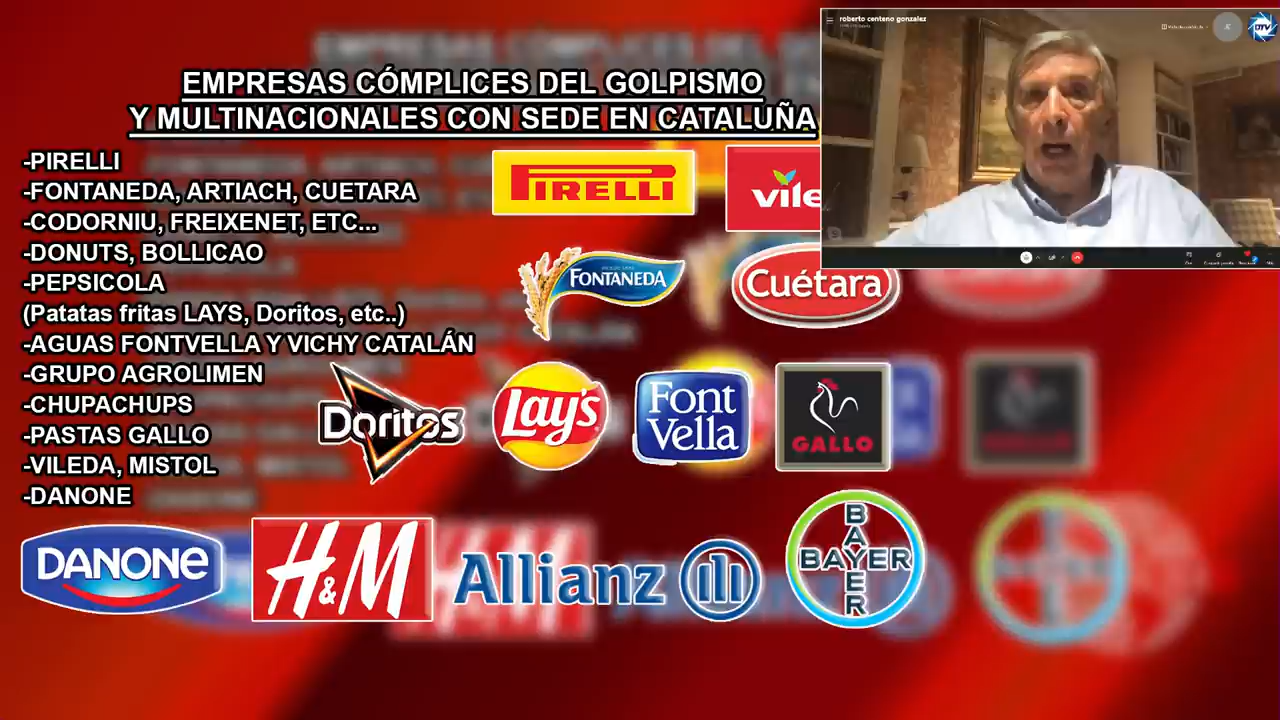 roberto centeno gonzalez
DTV
EMPRESAS CÓMPLICES DEL GOLPISMO
Y MULTINACIONALES CON SEDE EN CATALUÑA
-PIRELLI
-FONTANEDA, ARTIACH, CUETARA
-CODORNIU, FREIXENET, ETC...
-DONUTS, BOLLICAO
-PEPSICOLA
(Patatas fritas LAYS, Doritos, etc..)
-AGUAS FONTVELLA Y VICHY CATALÁN
-GRUPO AGROLIMEN
-CHUPACHUPS
-PASTAS GALLO
-VILEDA, MISTOL
-DANONE
PIRELLI
vile
FONTANEDA
Cuétara
Doritos
Lay's
Font
Vella
GALLO
DANONE
H&M
Allianz
BAYER
BAYER